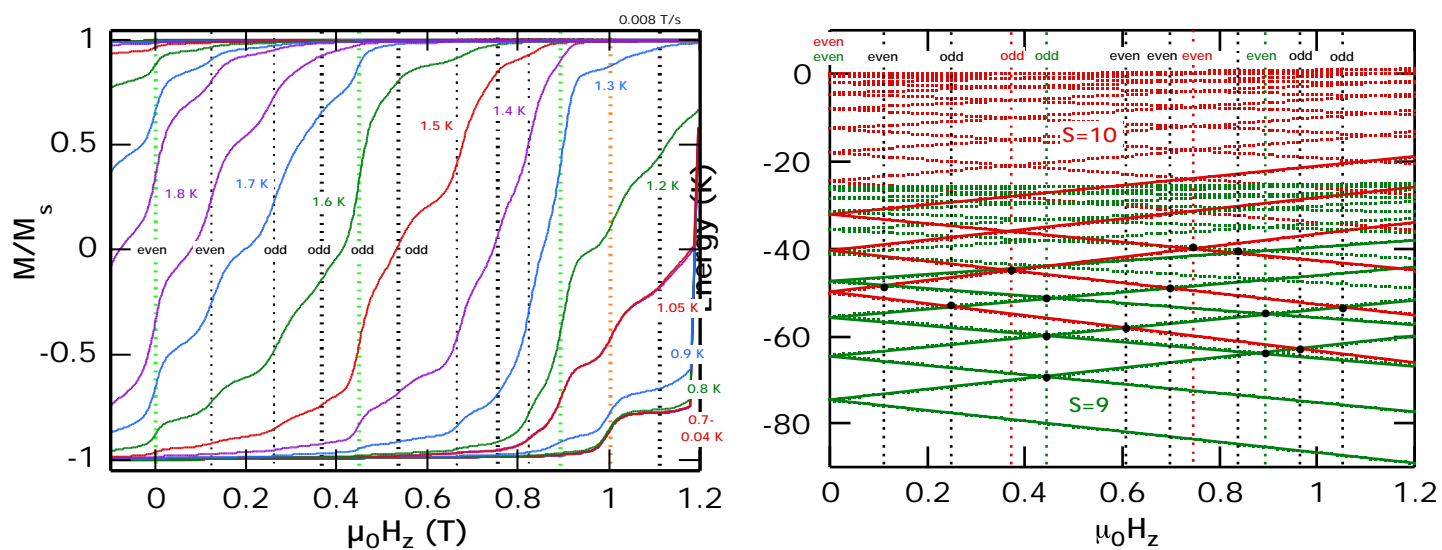 0.008 T/s
1
0.5
0
-0.5
-1
M/M s
1.8 K
1.7 K
1.6 K
1.5 K
1.4 K
1.3 K
1.2 K
1.05 K
0.9 K
0.8 K
0.7-
0.04 K
even
even
odd
odd
odd
odd
0 0.2 0.4 0.6 0.8 1 1.2
μ0Hz (T)
even
even
even
odd
odd
odd
even
even
even
even
odd
odd
0
-20
-40
-60
-80
Energy (K)
S=10
S=9
0 0.2 0.4 0.6 0.8 1 1.2
μ0Hz